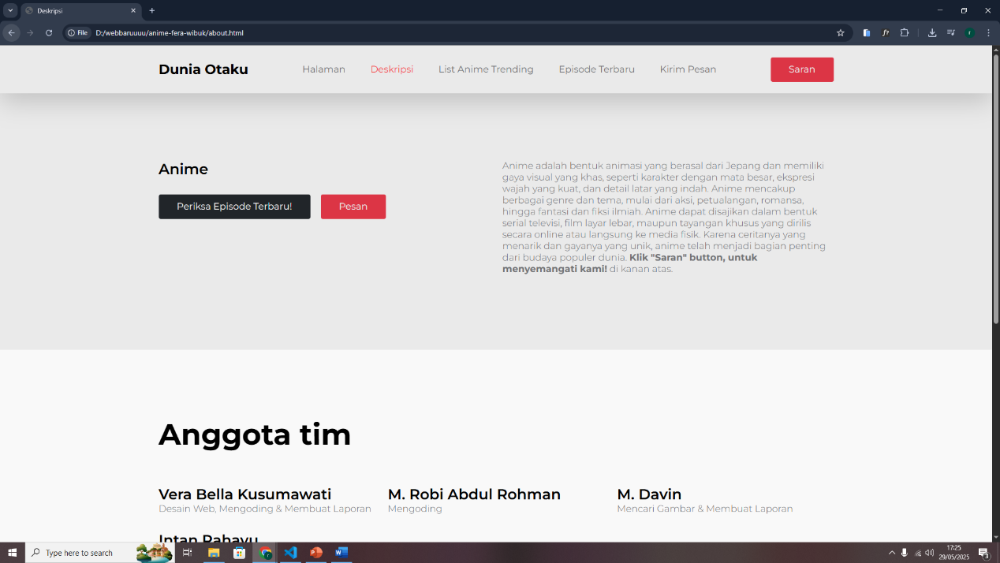 Deskripsi
File
D:/webbaruuuu/anime-fera-wibuk/about.html
Dunia Otaku
Halaman
Deskripsi
List Anime Trending
Episode Terbaru
Kirim Pesan
Saran
Anime
Periksa Episode Terbaru!
Pesan
Anime adalah bentuk animasi yang berasal dari Jepang dan memiliki
gaya visual yang khas, seperti karakter dengan mata besar, ekspresi
wajah yang kuat, dan detail latar yang indah. Anime mencakup
berbagai genre dan tema, mulai dari aksi, petualangan, romansa,
hingga fantasi dan fiksi ilmiah. Anime dapat disajikan dalam bentuk
serial televisi, film layar lebar, maupun tayangan khusus yang dirilis
secara online atau langsung ke media fisik. Karena ceritanya yang
menarik dan gayanya yang unik, anime telah menjadi bagian penting
dari budaya populer dunia. Klik "Saran" button, untuk
menyemangati kami! di kanan atas.
Anggota tim
Vera Bella Kusumawati
Desain Web, Mengoding & Membuat Laporan
M. Robi Abdul Rohman
Mengoding
M. Davin
Mencari Gambar & Membuat Laporan
Intan Rahayu
Type here to search
17:25
29/05/2025
3